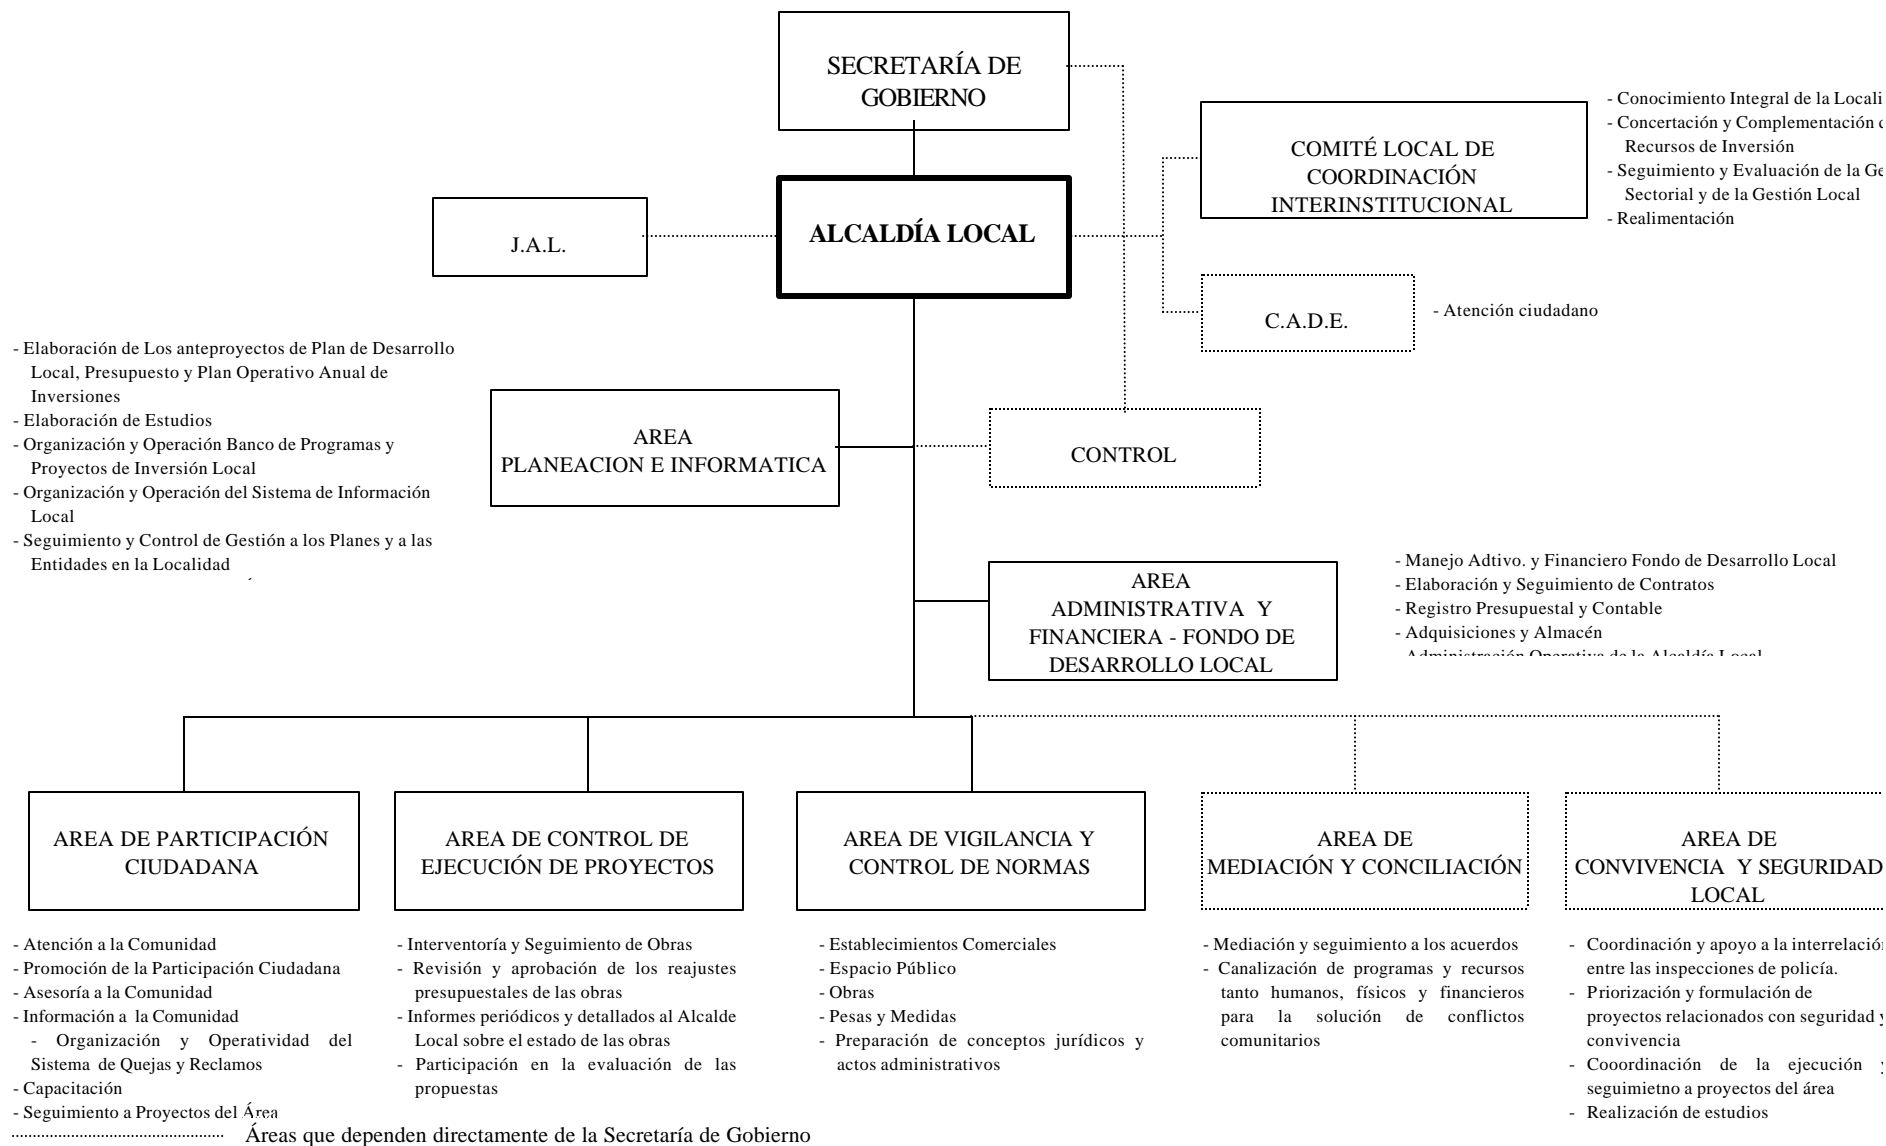 SECRETARÍA DE
GOBIERNO
- Conocimiento Integral de la
- Concertación y Complementación
Recursos de Inversión
- Seguimiento y Evaluación de la
Sectorial y de la Gestión Local
- Realimentación
COMITÉ LOCAL DE
COORDINACIÓN
INTERINSTITUCIONAL
ALCALDÍA LOCAL
J.A.L.
C.A.D.E.
- Atención ciudadano
- Elaboración de Los anteproyectos de Plan de Desarrollo
Local, Presupuesto y Plan Operativo Anual de
Inversiones
- Elaboración de Estudios
- Organización y Operación Banco de Programas y
Proyectos de Inversión Local
- Organización y Operación del Sistema de Información
Local
- Seguimiento y Control de Gestión a los Planes y a las
Entidades en la Localidad
AREA
PLANEACION E INFORMATICA
CONTROL
AREA
ADMINISTRATIVA Y
FINANCIERA - FONDO DE
DESARROLLO LOCAL
- Manejo Adtivo. y Financiero Fondo de Desarrollo Local
- Elaboración y Seguimiento de Contratos
- Registro Presupuestal y Contable
- Adquisiciones y Almacén
Administración Operativa de la Alcaldía Local
AREA DE PARTICIPACIÓN
CIUDADANA
AREA DE CONTROL DE
EJECUCIÓN DE PROYECTOS
AREA DE VIGILANCIA Y
CONTROL DE NORMAS
AREA DE
MEDIACIÓN Y CONCILIACIÓN
AREA DE
CONVIVENCIA Y SEGURIDAD
LOCAL
- Atención a la Comunidad
- Promoción de la Participación Ciudadana
- Asesoría a la Comunidad
- Información a la Comunidad
- Organización y Operatividad del
Sistema de Quejas y Reclamos
- Capacitación
- Seguimiento a Proyectos del Área
- Interventoría y Seguimiento de Obras
- Revisión y aprobación de los reajustes
presupuestales de las obras
- Informes periódicos y detallados al Alcalde
Local sobre el estado de las obras
- Participación en la evaluación de las
propuestas
- Establecimientos Comerciales
- Espacio Público
- Obras
- Pesas y Medidas
- Preparación de conceptos jurídicos y
actos administrativos
- Mediación y seguimiento a los acuerdos
- Canalización de programas y recursos
tanto humanos, físicos y financieros
para la solución de conflictos
comunitarios
- Coordinación y apoyo a la interrelación
entre las inspecciones de policía.
- Priorización y formulación de
proyectos relacionados con seguridad y
convivencia
- Cooordinación de la ejecución y
seguimietno a proyectos del área
- Realización de estudios
Áreas que dependen directamente de la Secretaría de Gobierno